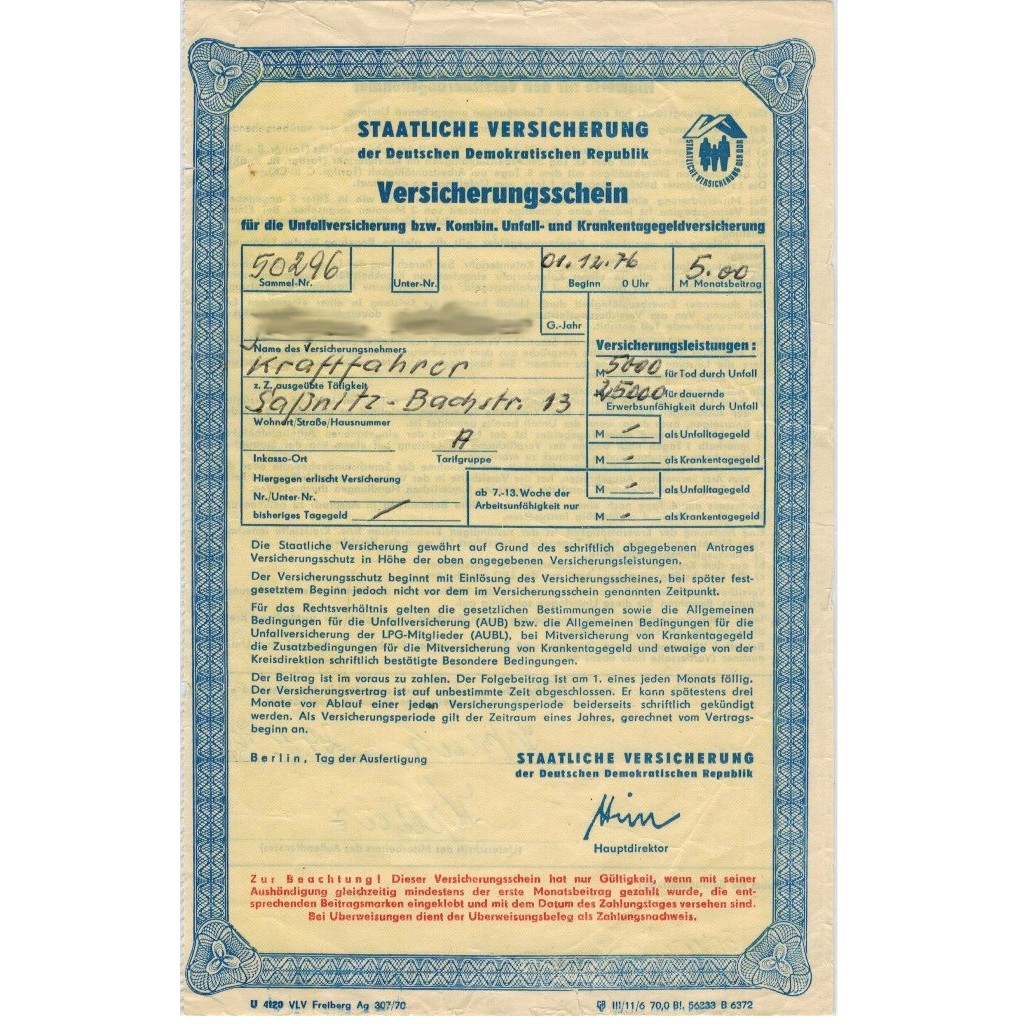 STAATLICHE VERSICHERUNG
der Deutschen Demokratischen Republik
STAATLICHE VERSICHERUNG DER DDR
Versicherungsschein
für die Unfallversicherung bzw. Kombin. Unfall- und Krankentagegeldversicherung
50296 01.12.76 5.00
Sammel-Nr. Unter-Nr. Beginn 0 Uhr M Monatsbeitrag
G.-Jahr
Name des Versicherungsnehmers
Versicherungsleistungen:
Kraftfahrer
M 5000 für Tod durch Unfall
z. Z. ausgeübte Tätigkeit
25000 für dauernde
Erwerbsunfähigkeit durch Unfall
Saßnitz - Bachstr. 13
Wohnort/Straße/Hausnummer
M - als Unfalltagegeld
A
Inkasso-Ort Tarifgruppe
M - als Krankentagegeld
Hiergegen erlischt Versicherung
Nr./Unter-Nr.
bisheriges Tagegeld /
ab 7.-13. Woche der
Arbeitsunfähigkeit nur
M - als Unfalltagegeld
M - als Krankentagegeld
Die Staatliche Versicherung gewährt auf Grund des schriftlich abgegebenen Antrages
Versicherungsschutz in Höhe der oben angegebenen Versicherungsleistungen.
Der Versicherungsschutz beginnt mit Einlösung des Versicherungsscheines, bei später fest-
gesetztem Beginn jedoch nicht vor dem im Versicherungsschein genannten Zeitpunkt.
Für das Rechtsverhältnis gelten die gesetzlichen Bestimmungen sowie die Allgemeinen
Bedingungen für die Unfallversicherung (AUB) bzw. die Allgemeinen Bedingungen für die
Unfallversicherung der LPG-Mitglieder (AUBL), bei Mitversicherung von Krankentagegeld
die Zusatzbedingungen für die Mitversicherung von Krankentagegeld und etwaige von der
Kreisdirektion schriftlich bestätigte Besondere Bedingungen.
Der Beitrag ist im voraus zu zahlen. Der Folgebeitrag ist am 1. eines jeden Monats fällig.
Der Versicherungsvertrag ist auf unbestimmte Zeit abgeschlossen. Er kann spätestens drei
Monate vor Ablauf einer jeden Versicherungsperiode beiderseits schriftlich gekündigt
werden. Als Versicherungsperiode gilt der Zeitraum eines Jahres, gerechnet vom Vertrags-
beginn an.
Berlin, Tag der Ausfertigung
STAATLICHE VERSICHERUNG
der Deutschen Demokratischen Republik
Hauptdirektor
Zur Beachtung! Dieser Versicherungsschein hat nur Gültigkeit, wenn mit seiner
Aushändigung gleichzeitig mindestens der erste Monatsbeitrag gezahlt wurde, die ent-
sprechenden Beitragsmarken eingeklebt und mit dem Datum des Zahlungstages versehen sind.
Bei Uberweisungen dient der Uberweisungsbeleg als Zahlungsnachweis.
U 4120 VLV Freiberg Ag 307/70
III/11/6 70,0 Bl. 56233 B 6372